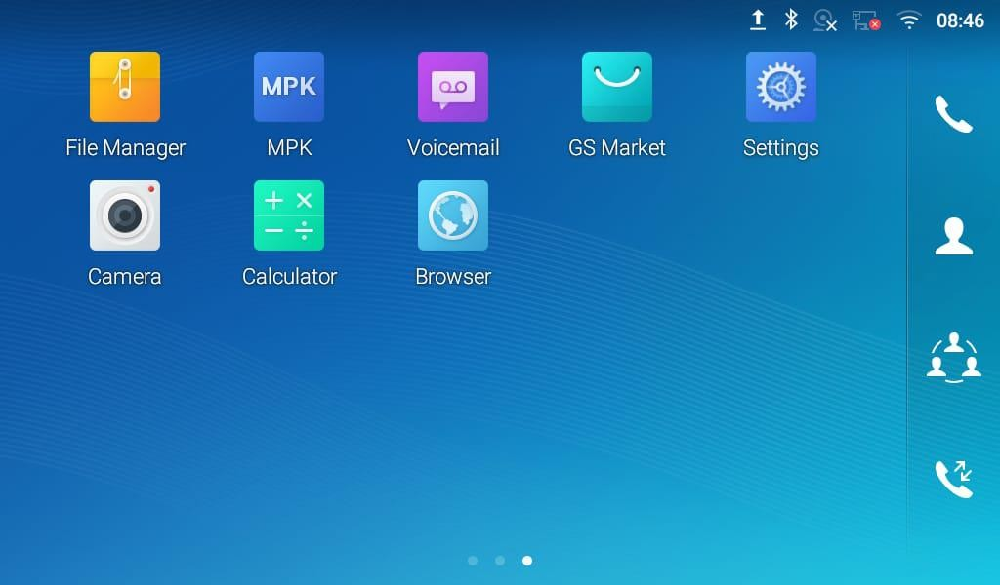 08:46
MPK
File Manager
MPK
Voicemail
GS Market
Settings
Camera
Calculator
Browser